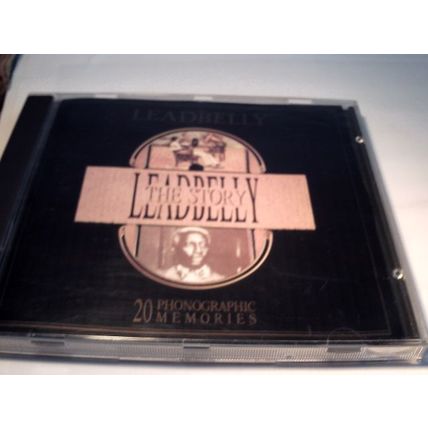 LEADBELLY
THE STORY
LEADBELLY
20 PHONOGRAPHIC
MEMORIES